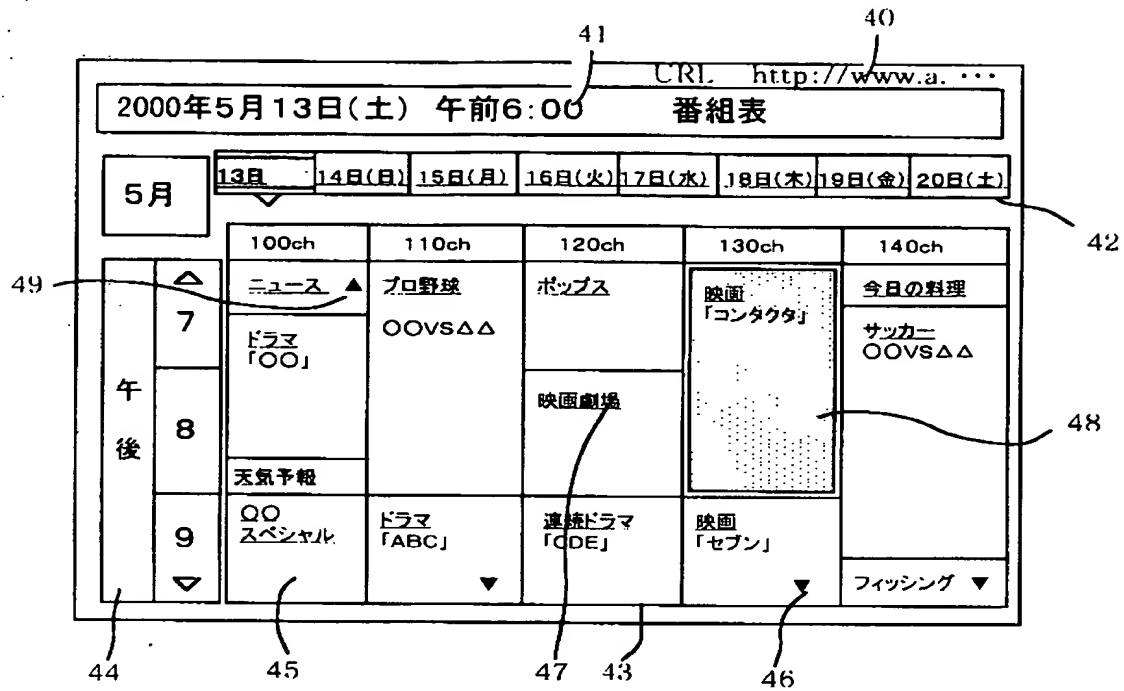 41
40
CRL http://www.a. …
2000年5月13日(土) 午前6:00 番組表
5月
13日 14日(日) 15日(月) 16日(火) 17日(水) 18日(木) 19日(金) 20日(土)
42
100ch 110ch 120ch 130ch 140ch
49
午後
7
8
9
ニュース ▲
ドラマ
「○○」
天気予報
○○
スペシャル
プロ野球
○○VS△△
ドラマ
「ABC」
▼
ポップス
映画劇場
連続ドラマ
「CDE」
映画
「コンタクタ」
映画
「セブン」
▼
今日の料理
サッカー
○○VS△△
フィッシング ▼
48
44
45
47
43
46